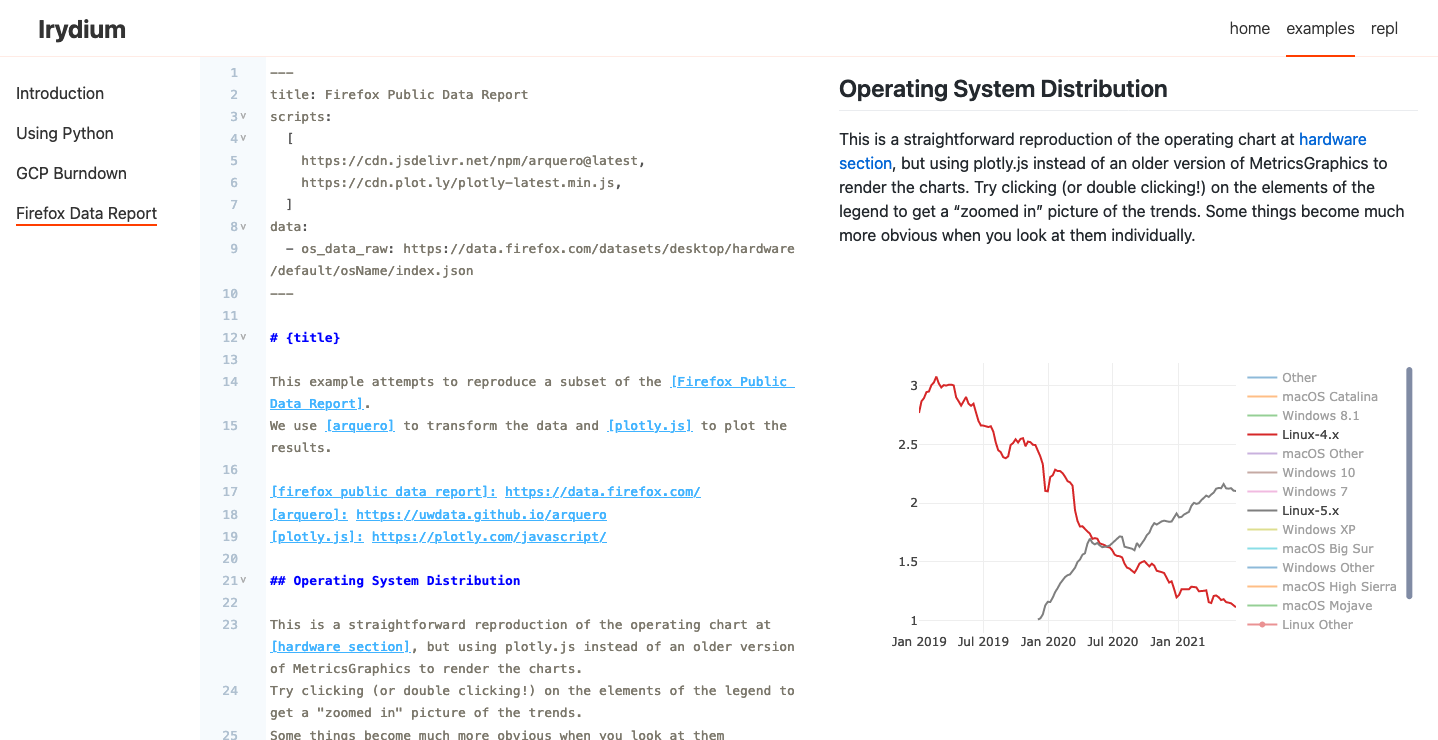 Irydium
home
examples
repl
Introduction
Using Python
GCP Burndown
Firefox Data Report
1 ---
2 title: Firefox Public Data Report
3 scripts:
4 [
5 https://cdn.jsdelivr.net/npm/arquero@latest,
6 https://cdn.plot.ly/plotly-latest.min.js,
7 ]
8 data:
9 - os_data_raw: https://data.firefox.com/datasets/desktop/hardware
/default/osName/index.json
10 ---
11
12 # {title}
13
14 This example attempts to reproduce a subset of the [Firefox Public
Data Report].
15 We use [arquero] to transform the data and [plotly.js] to plot the
results.
16
17 [firefox public data report]: https://data.firefox.com/
18 [arquero]: https://uwdata.github.io/arquero
19 [plotly.js]: https://plotly.com/javascript/
20
21 ## Operating System Distribution
22
23 This is a straightforward reproduction of the operating chart at
[hardware section], but using plotly.js instead of an older version
of MetricsGraphics to render the charts.
24 Try clicking (or double clicking!) on the elements of the legend to
get a "zoomed in" picture of the trends.
25 Some things become much more obvious when you look at them
Operating System Distribution
This is a straightforward reproduction of the operating chart at hardware
section, but using plotly.js instead of an older version of MetricsGraphics to
render the charts. Try clicking (or double clicking!) on the elements of the
legend to get a “zoomed in” picture of the trends. Some things become much
more obvious when you look at them individually.
3
2.5
2
1.5
1
Jan 2019 Jul 2019 Jan 2020 Jul 2020 Jan 2021
Other
macOS Catalina
Windows 8.1
Linux-4.x
macOS Other
Windows 10
Windows 7
Linux-5.x
Windows XP
macOS Big Sur
Windows Other
macOS High Sierra
macOS Mojave
Linux Other